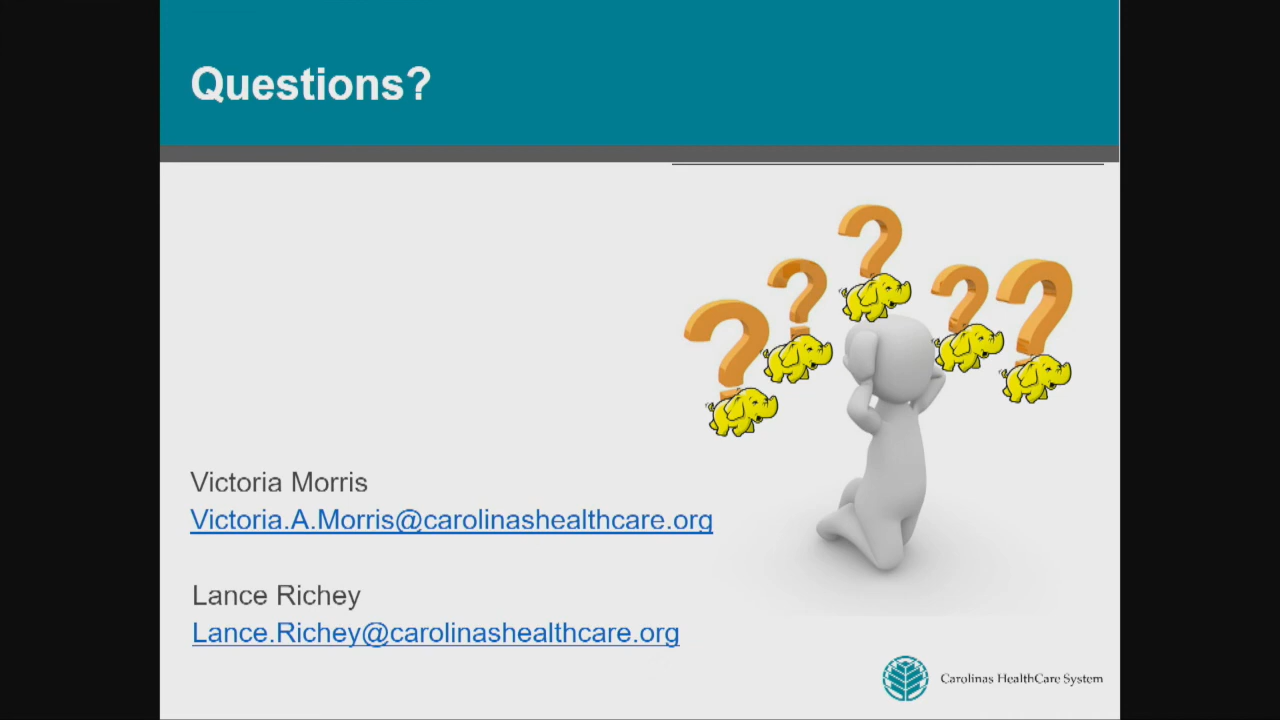 Questions?
Victoria Morris
Victoria.A.Morris@carolinashealthcare.org
Lance Richey
Lance.Richey@carolinashealthcare.org
Carolinas HealthCare System